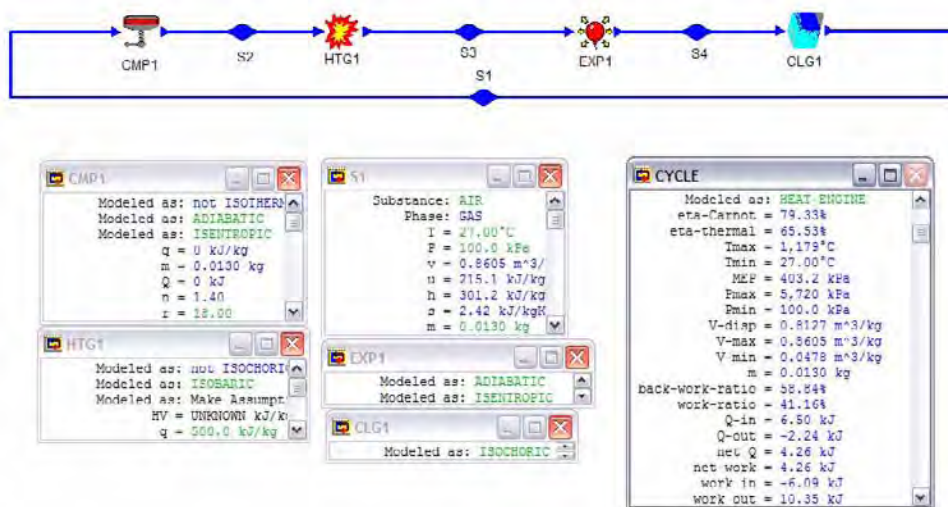 CMP1
S2
HTG1
S3
EXP1
S4
CLG1
S1
CMP1
Modeled as: not ISOTHERM
Modeled as: ADIABATIC
Modeled as: ISENTROPIC
q = 0 kJ/kg
m = 0.0130 kg
Q = 0 kJ
n = 1.40
r = 18.00
HTG1
Modeled as: not ISOCHORIC
Modeled as: ISOBARIC
Modeled as: Make Assumpt
HV = UNKNOWN kJ/k
q = 500.0 kJ/kg
S1
Substance: AIR
Phase: GAS
T = 27.00°C
P = 100.0 kPa
v = 0.8605 m^3/
u = 215.1 kJ/kg
h = 301.2 kJ/kg
s = 2.42 kJ/kgK
m = 0.0130 kg
EXP1
Modeled as: ADIABATIC
Modeled as: ISENTROPIC
CLG1
Modeled as: ISOCHORIC
CYCLE
Modeled as: HEAT ENGINE
eta-Carnot = 79.33%
eta-thermal = 65.53%
Tmax = 1,179°C
Tmin = 27.00°C
MEP = 403.2 kPa
Pmax = 5,720 kPa
Pmin = 100.0 kPa
V-disp = 0.8127 m^3/kg
V-max = 0.8605 m^3/kg
V-min = 0.0478 m^3/kg
m = 0.0130 kg
back-work-ratio = 58.84%
work-ratio = 41.16%
Q-in = 6.50 kJ
Q-out = -2.24 kJ
net Q = 4.26 kJ
net work = 4.26 kJ
work in = -6.09 kJ
work out = 10.35 kJ